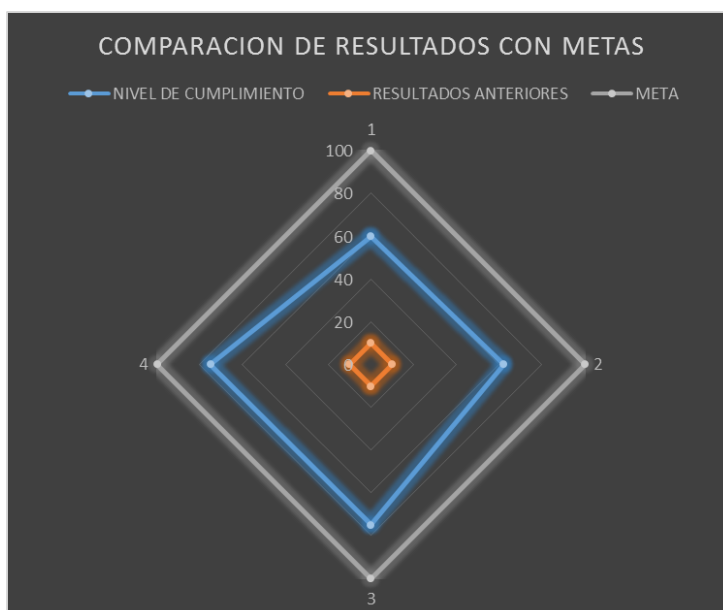 COMPARACION DE RESULTADOS CON METAS
NIVEL DE CUMPLIMIENTO RESULTADOS ANTERIORES META
1
100
80
60
40
20
4 0 2
3